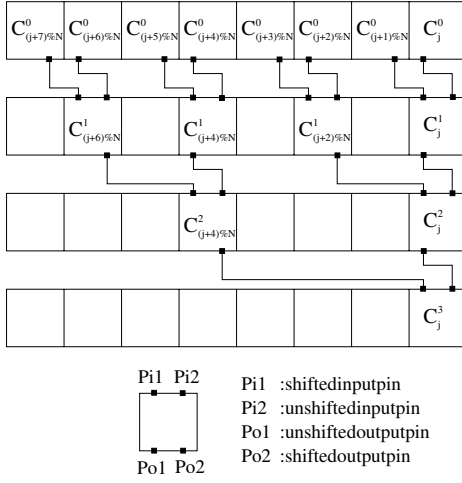 C⁰₍ⱼ₊₇₎%N C⁰₍ⱼ₊₆₎%N C⁰₍ⱼ₊₅₎%N C⁰₍ⱼ₊₄₎%N C⁰₍ⱼ₊₃₎%N C⁰₍ⱼ₊₂₎%N C⁰₍ⱼ₊₁₎%N C⁰ⱼ
C¹₍ⱼ₊₆₎%N C¹₍ⱼ₊₄₎%N C¹₍ⱼ₊₂₎%N C¹ⱼ
C²₍ⱼ₊₄₎%N C²ⱼ
C³ⱼ
Pi1 Pi2
Po1 Po2
Pi1 :shiftedinputpin
Pi2 :unshiftedinputpin
Po1 :unshiftedoutputpin
Po2 :shiftedoutputpin